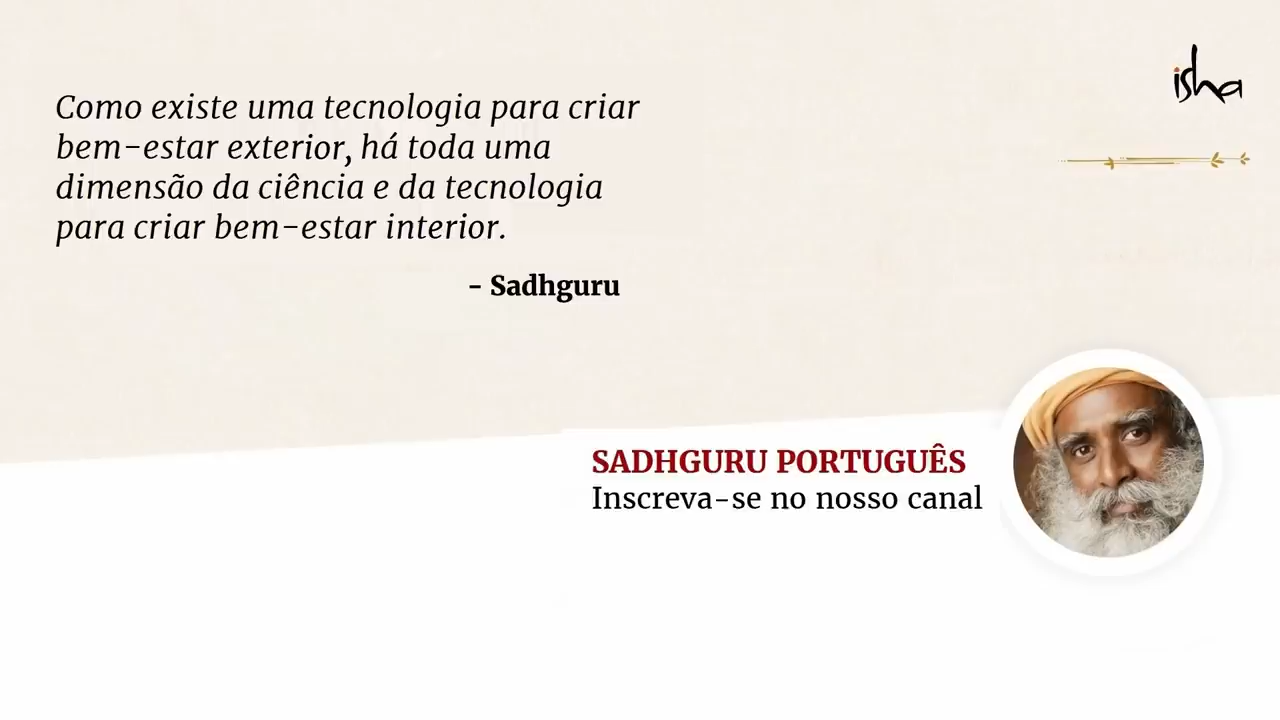 isha
Como existe uma tecnologia para criar
bem-estar exterior, há toda uma
dimensão da ciência e da tecnologia
para criar bem-estar interior.
- Sadhguru
SADHGURU PORTUGUÊS
Inscreva-se no nosso canal